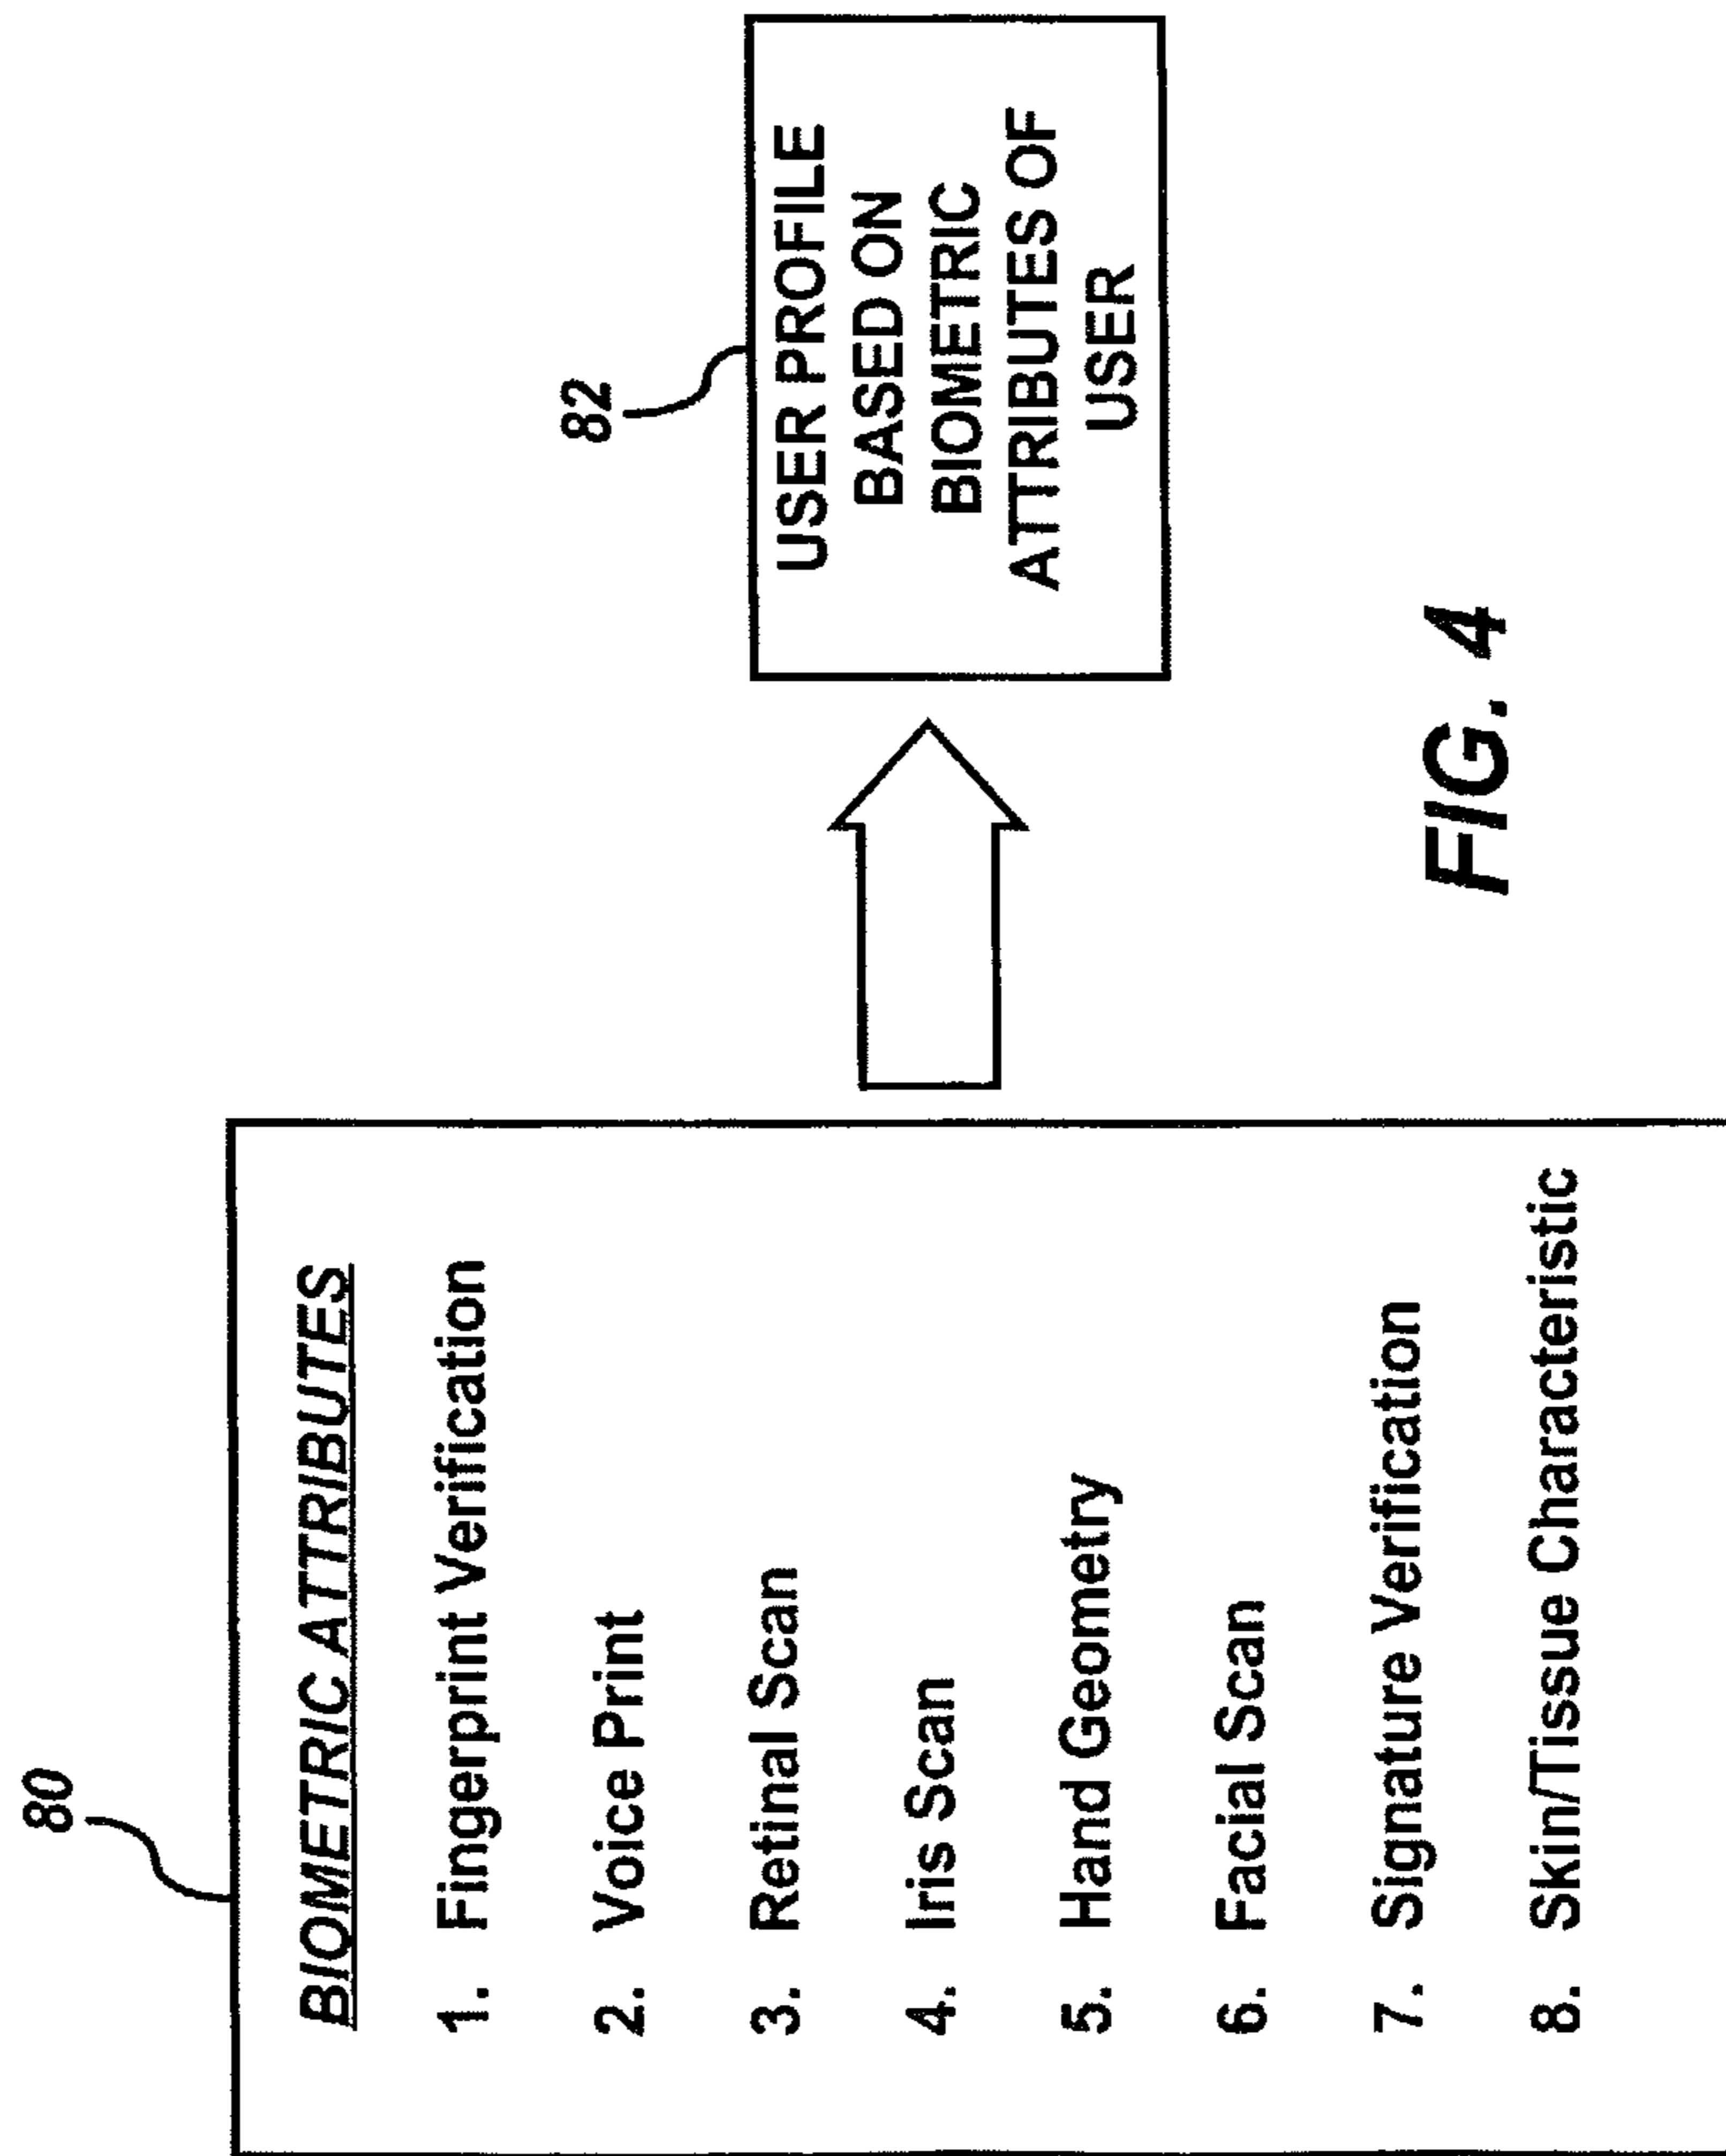 80
BIOMETRIC ATTRIBUTES
1. Fingerprint Verification
2. Voice Print
3. Retinal Scan
4. Iris Scan
5. Hand Geometry
6. Facial Scan
7. Signature Verification
8. Skin/Tissue Characteristic
82
USER PROFILE
BASED ON
BIOMETRIC
ATTRIBUTES OF
USER
FIG. 4